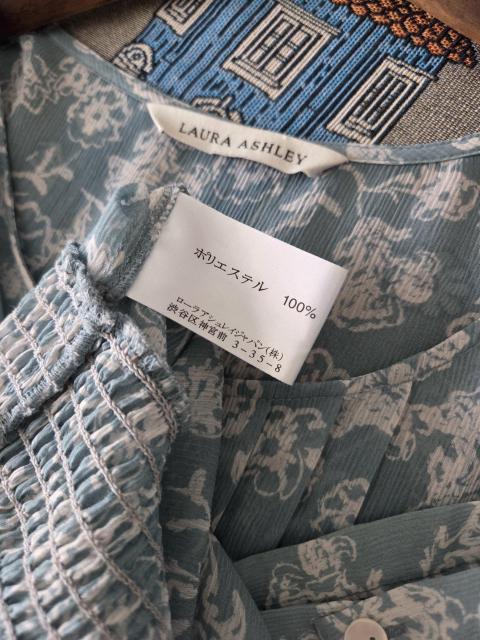 LAURA ASHLEY
ポリエステル 100%
ローラアシュレイジャパン(株)
渋谷区神宮前 3-35-8